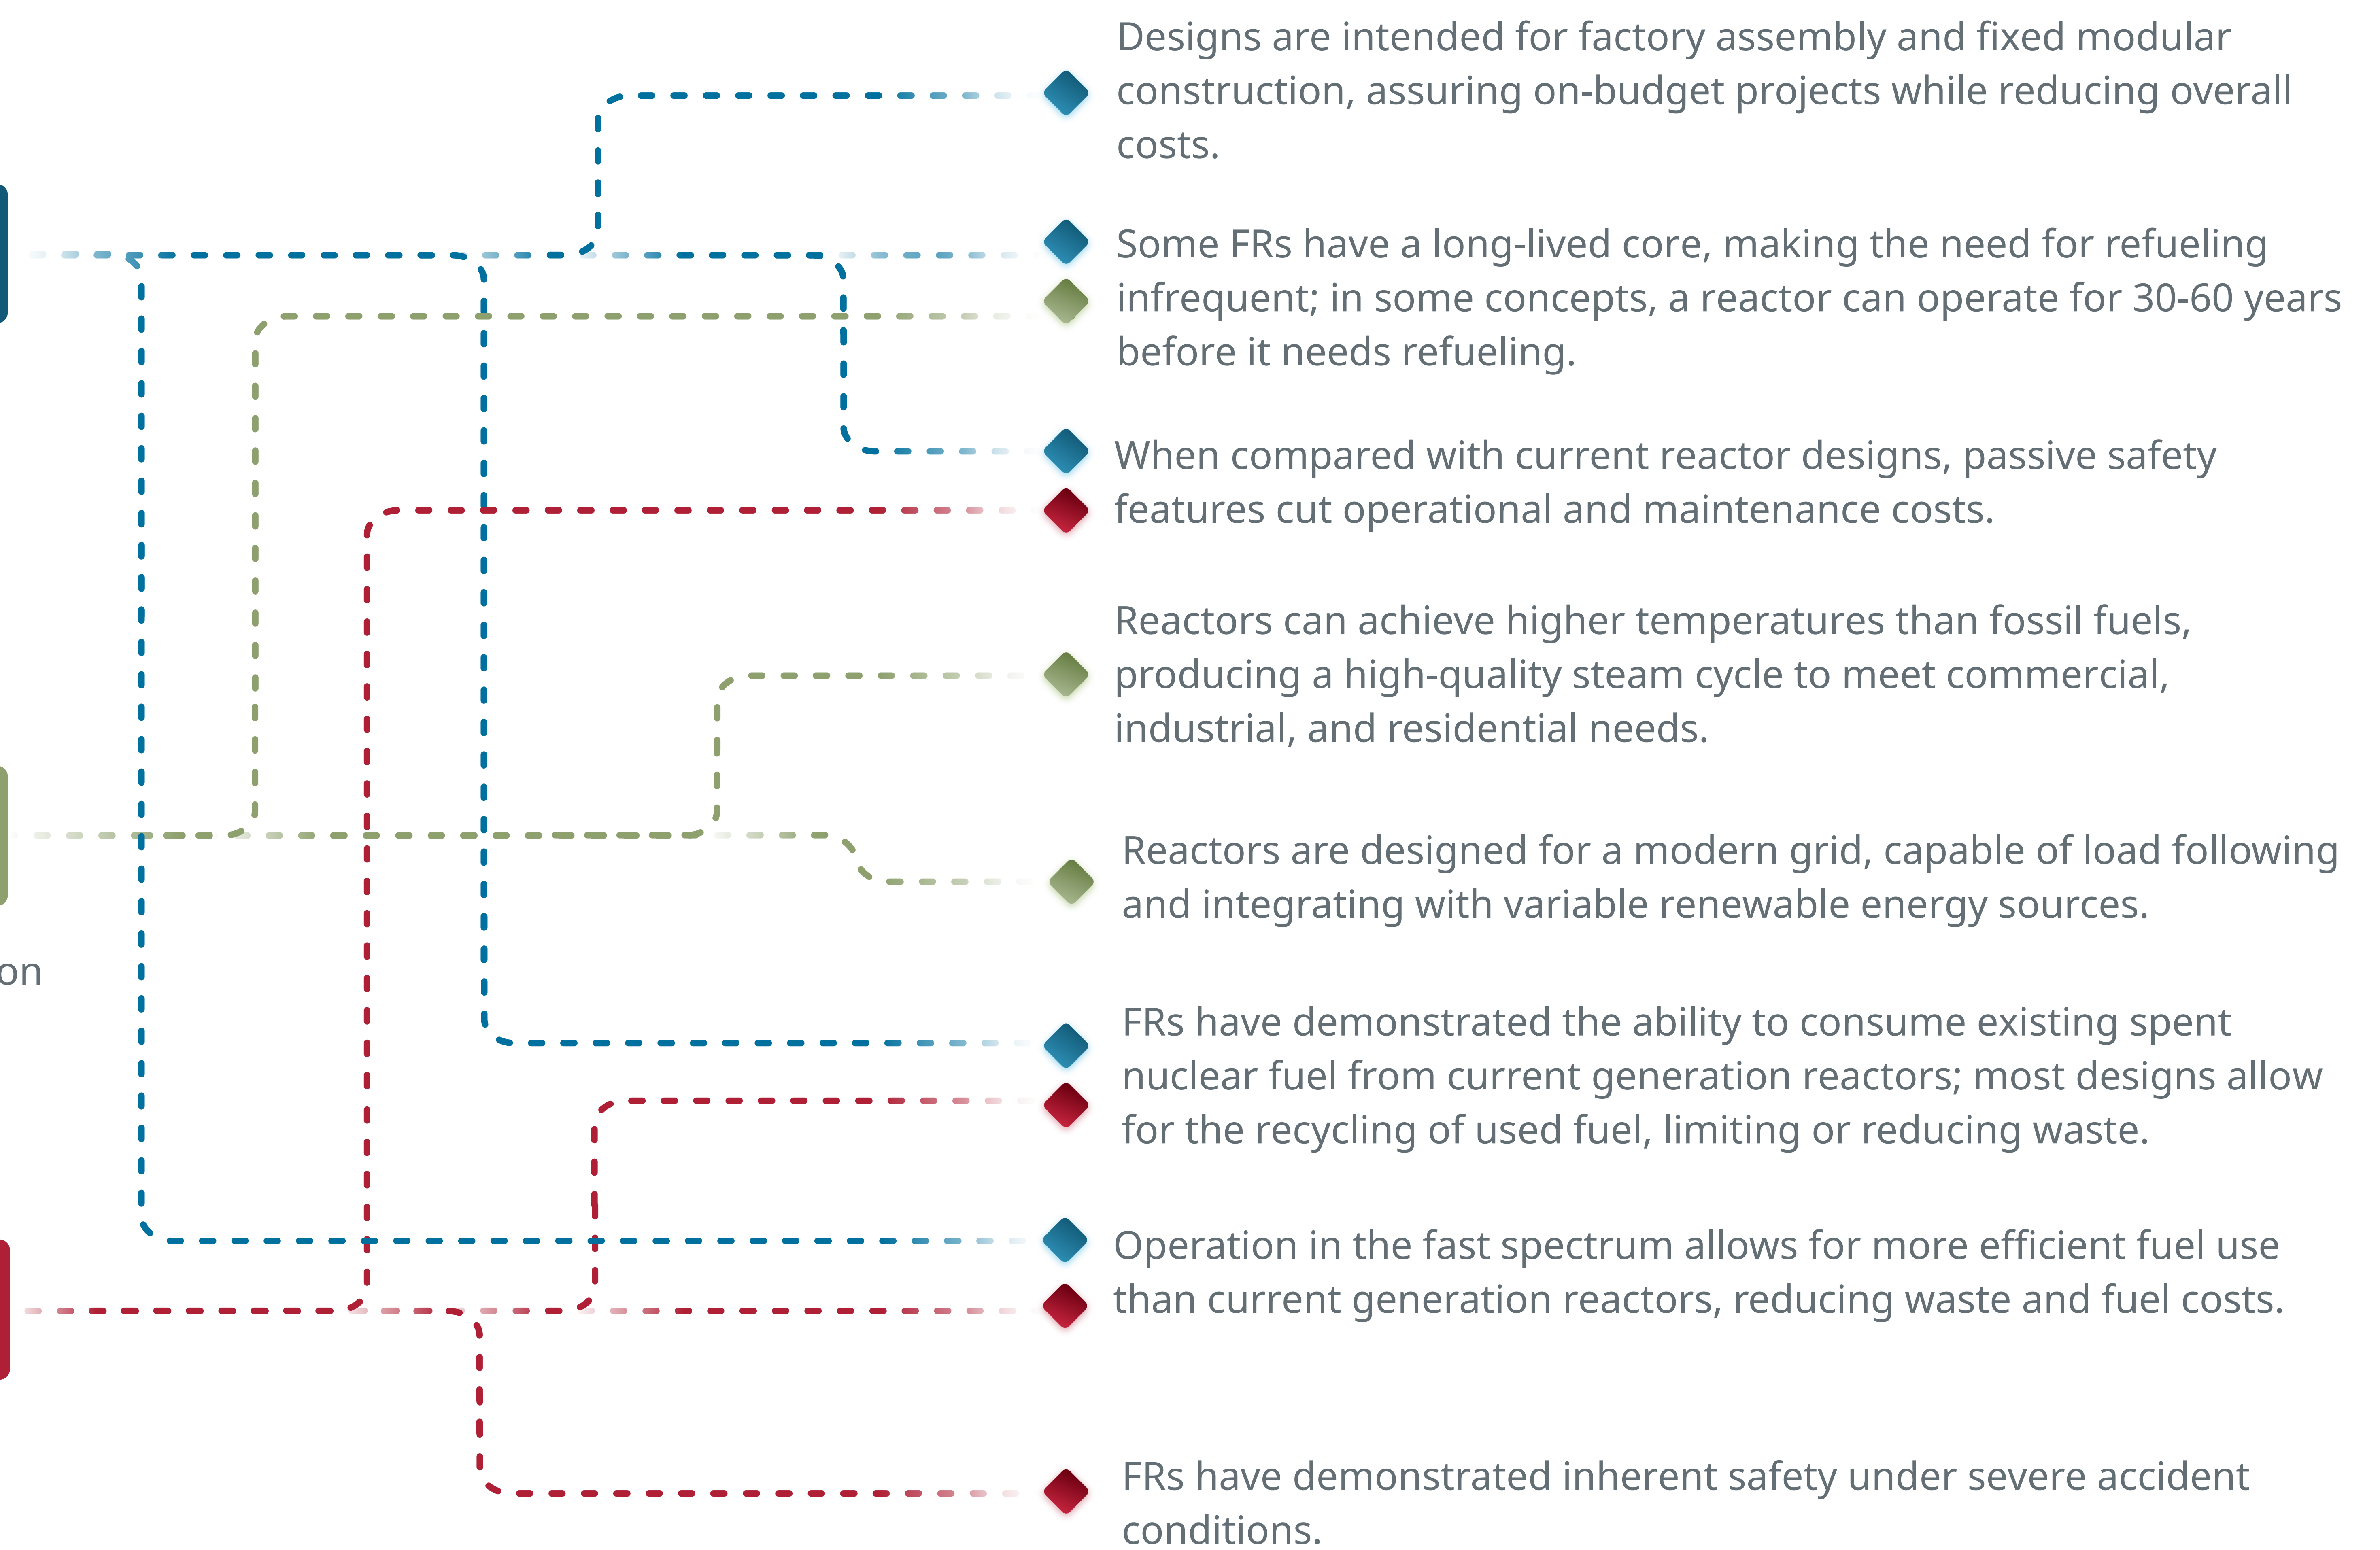 Designs are intended for factory assembly and fixed modular
construction, assuring on-budget projects while reducing overall
costs.
Some FRs have a long-lived core, making the need for refueling
infrequent; in some concepts, a reactor can operate for 30-60 years
before it needs refueling.
When compared with current reactor designs, passive safety
features cut operational and maintenance costs.
Reactors can achieve higher temperatures than fossil fuels,
producing a high-quality steam cycle to meet commercial,
industrial, and residential needs.
Reactors are designed for a modern grid, capable of load following
and integrating with variable renewable energy sources.
on
FRs have demonstrated the ability to consume existing spent
nuclear fuel from current generation reactors; most designs allow
for the recycling of used fuel, limiting or reducing waste.
Operation in the fast spectrum allows for more efficient fuel use
than current generation reactors, reducing waste and fuel costs.
FRs have demonstrated inherent safety under severe accident
conditions.